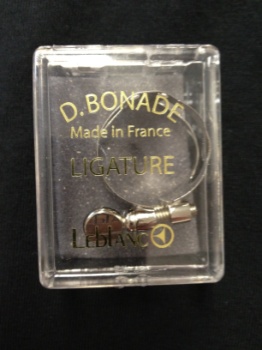 D. BONADE
Made in France
LIGATURE
Leblanc